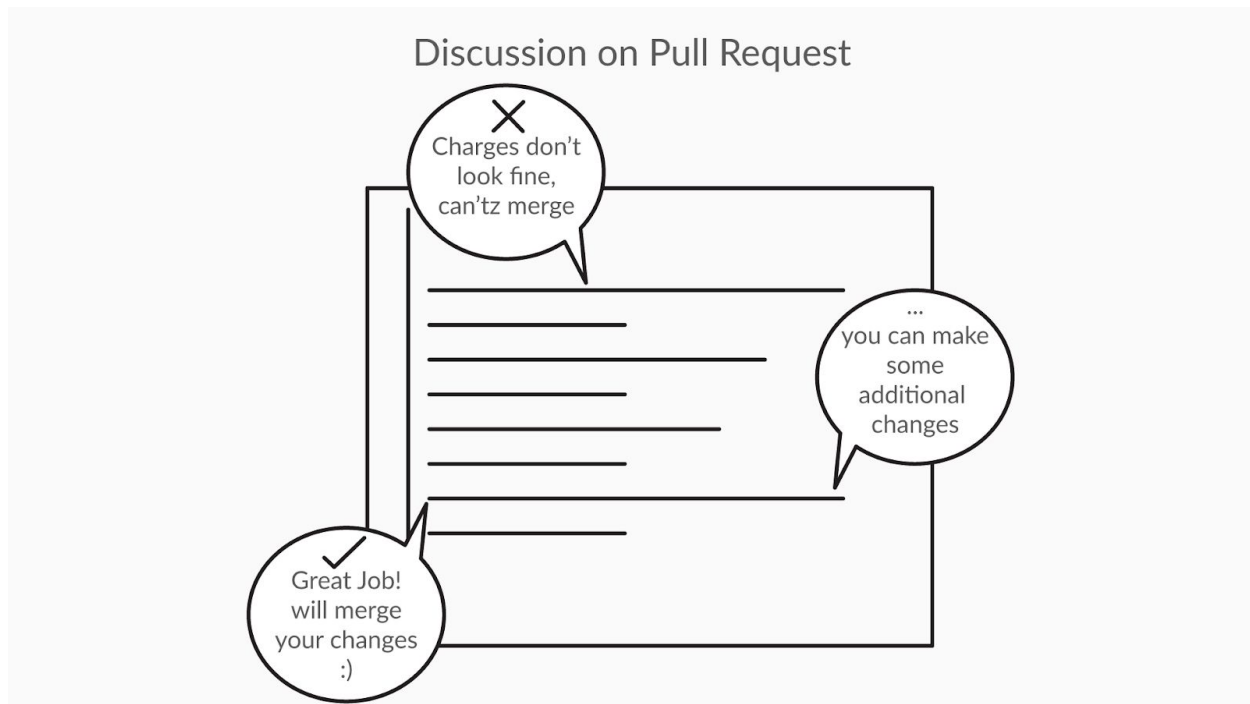 Discussion on Pull Request
Charges don't
look fine,
can'tz merge
...
you can make
some
additional
changes
Great Job!
will merge
your changes
:)